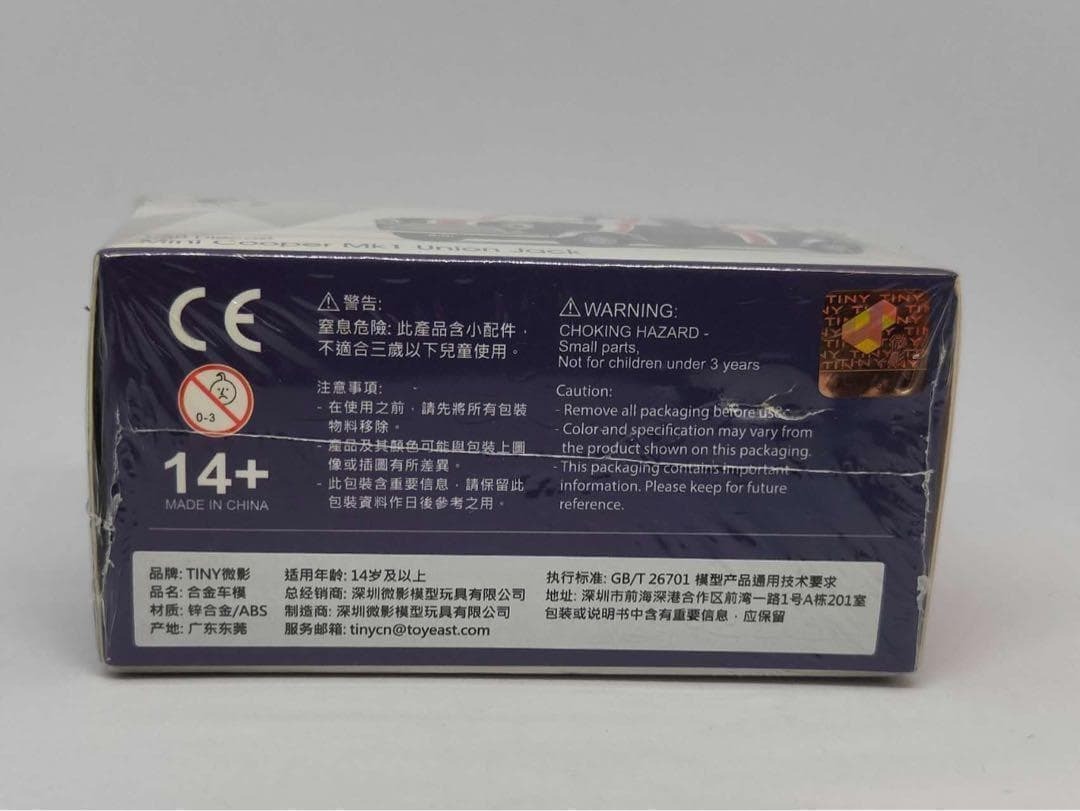 Mini Cooper Mk1 Union Jack
CE
⚠ 警告:
窒息危險: 此產品含小配件，
不適合三歲以下兒童使用。
注意事項:
- 在使用之前，請先將所有包裝
物料移除。
- 產品及其顏色可能與包裝上圖
像或插圖有所差異。
- 此包裝含重要信息，請保留此
包裝資料作日後參考之用。
0-3
14+
MADE IN CHINA
⚠ WARNING:
CHOKING HAZARD -
Small parts,
Not for children under 3 years
Caution:
- Remove all packaging before use.
- Color and specification may vary from
the product shown on this packaging.
- This packaging contains important
information. Please keep for future
reference.
TINY TINY
TINY
品牌: TINY微影
品名: 合金车模
材质: 锌合金/ABS
产地: 广东东莞
适用年龄: 14岁及以上
总经销商: 深圳微影模型玩具有限公司
制造商: 深圳微影模型玩具有限公司
服务邮箱: tinycn@toyeast.com
执行标准: GB/T 26701 模型产品通用技术要求
地址: 深圳市前海深港合作区前湾一路1号A栋201室
包装或说明书中含有重要信息，应保留